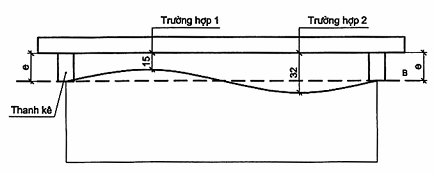 Trường hợp 1
Trường hợp 2
e
15
32
B
e
Thanh kê